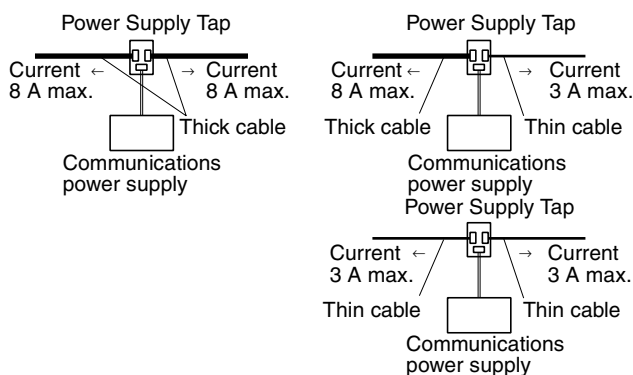 Power Supply Tap
Current ←
8 A max.
→ Current
8 A max.
Thick cable
Communications
power supply
Power Supply Tap
Current ←
8 A max.
→ Current
3 A max.
Thick cable
Thin cable
Communications
power supply
Power Supply Tap
Current ←
3 A max.
→ Current
3 A max.
Thin cable
Thin cable
Communications
power supply